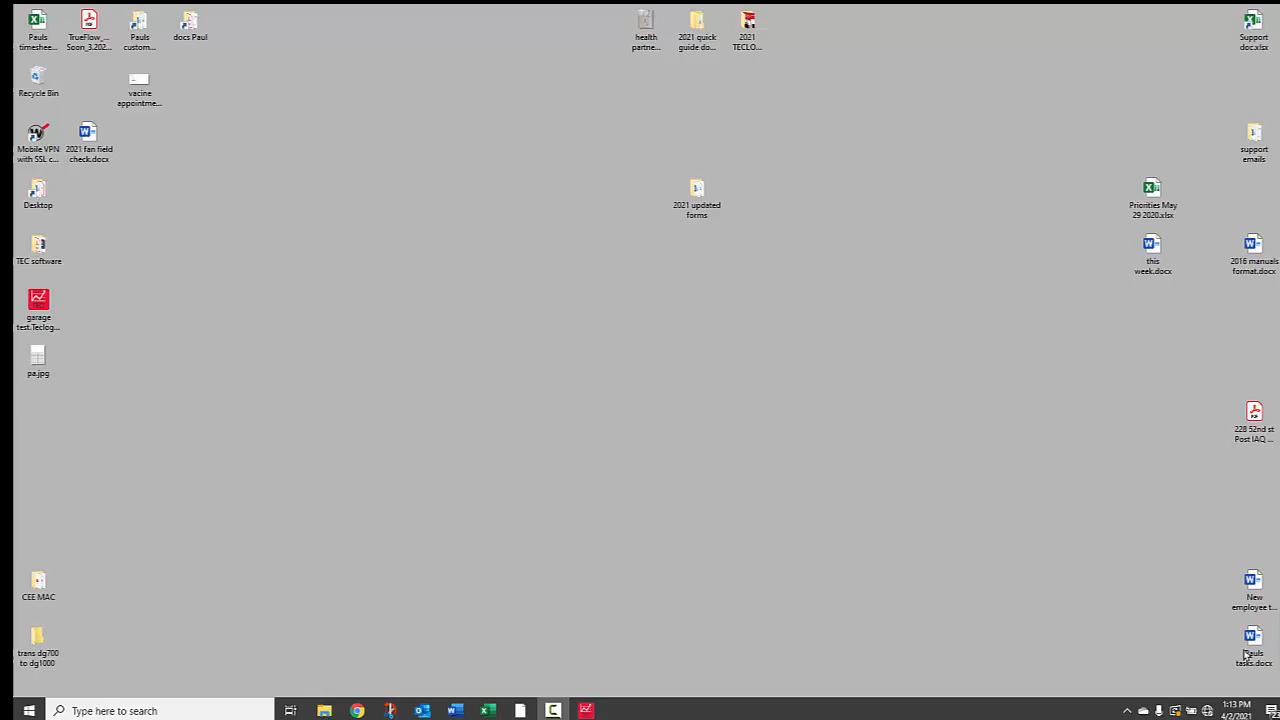 Pauls
timeshee...
TrueFlow_...
Soon_3.202...
Pauls
custom...
docs Paul
health
partne...
2021 quick
guide do...
2021
TECLO...
Support
doc.xlsx
Recycle Bin
vacine
appointme...
Mobile VPN
with SSL c...
2021 fan field
check.docx
support
emails
Desktop
2021 updated
forms
Priorities May
29 2020.xlsx
TEC software
this
week.docx
2016 manuals
format.docx
garage
test.Teclog...
pa.jpg
228 52nd st
Post IAQ ...
CEE MAC
New
employee t...
trans dg700
to dg1000
Pauls
tasks.docx
Type here to search
1:13 PM
4/2/2021